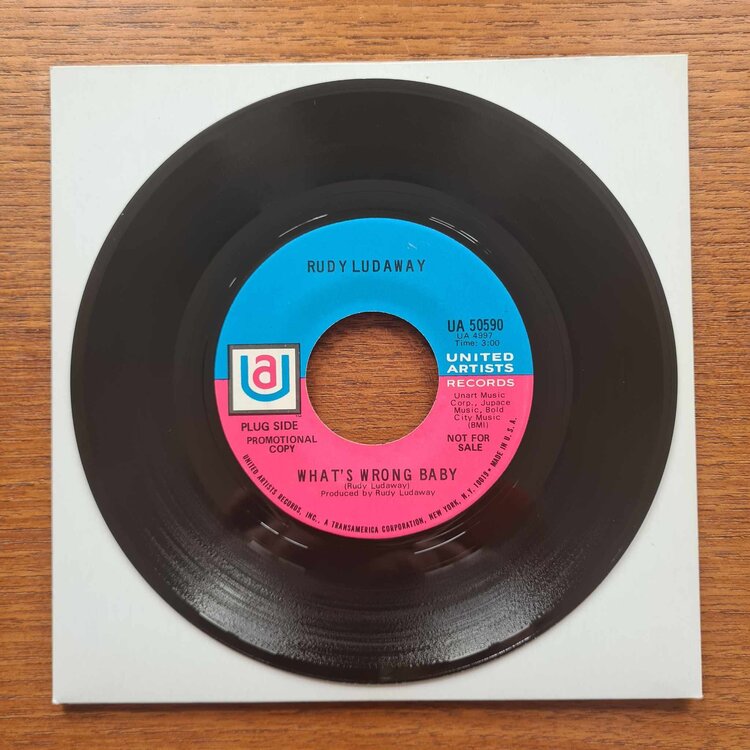 RUDY LUDAWAY
UA 50590
UA 4997
Time: 3:00
UNITED
ARTISTS
RECORDS
ua
Unart Music
Corp., Jupace
Music, Bold
City Music
(BMI)
PLUG SIDE
PROMOTIONAL
COPY
NOT FOR
SALE
WHAT'S WRONG BABY
(Rudy Ludaway)
Produced by Rudy Ludaway
UNITED ARTISTS RECORDS, INC., A TRANSAMERICA CORPORATION, NEW YORK, N.Y. 10019 • MADE IN U.S.A.